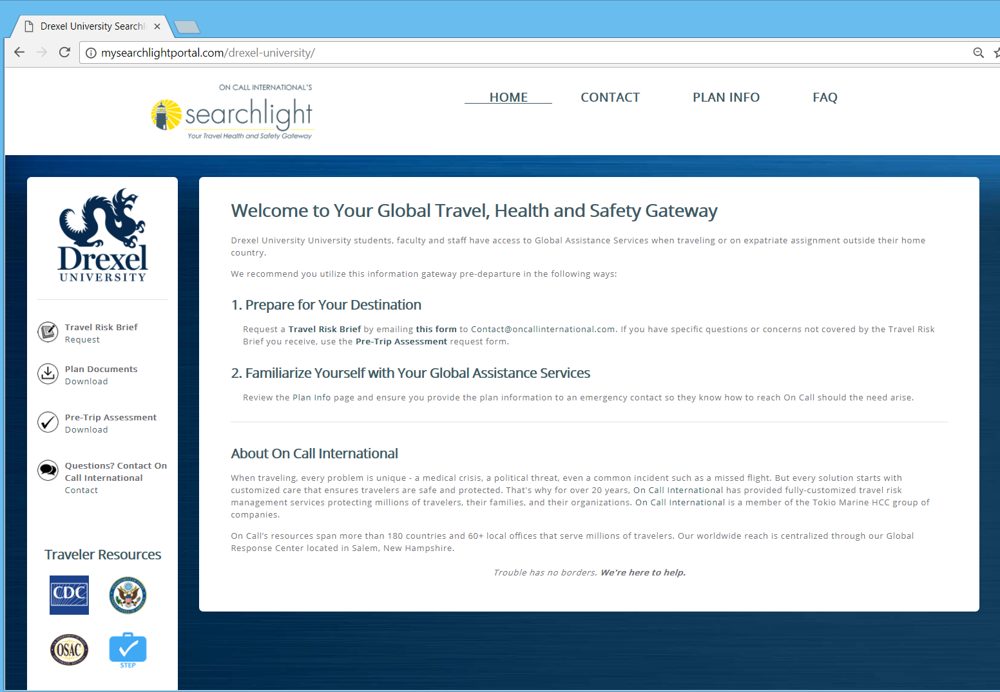 Drexel University Searchl
mysearchlightportal.com/drexel-university/
ON CALL INTERNATIONAL'S
searchlight
Your Travel Health and Safety Gateway
HOME
CONTACT
PLAN INFO
FAQ
Drexel
UNIVERSITY
Travel Risk Brief
Request
Plan Documents
Download
Pre-Trip Assessment
Download
Questions? Contact On
Call International
Contact
Traveler Resources
CDC
OSAC
STEP
Welcome to Your Global Travel, Health and Safety Gateway
Drexel University University students, faculty and staff have access to Global Assistance Services when traveling or on expatriate assignment outside their home
country.
We recommend you utilize this information gateway pre-departure in the following ways:
1. Prepare for Your Destination
Request a Travel Risk Brief by emailing this form to Contact@oncallinternational.com. If you have specific questions or concerns not covered by the Travel Risk
Brief you receive, use the Pre-Trip Assessment request form.
2. Familiarize Yourself with Your Global Assistance Services
Review the Plan Info page and ensure you provide the plan information to an emergency contact so they know how to reach On Call should the need arise.
About On Call International
When traveling, every problem is unique - a medical crisis, a political threat, even a common incident such as a missed flight. But every solution starts with
customized care that ensures travelers are safe and protected. That's why for over 20 years, On Call International has provided fully-customized travel risk
management services protecting millions of travelers, their families, and their organizations. On Call International is a member of the Tokio Marine HCC group of
companies.
On Call's resources span more than 180 countries and 60+ local offices that serve millions of travelers. Our worldwide reach is centralized through our Global
Response Center located in Salem, New Hampshire.
Trouble has no borders. We're here to help.